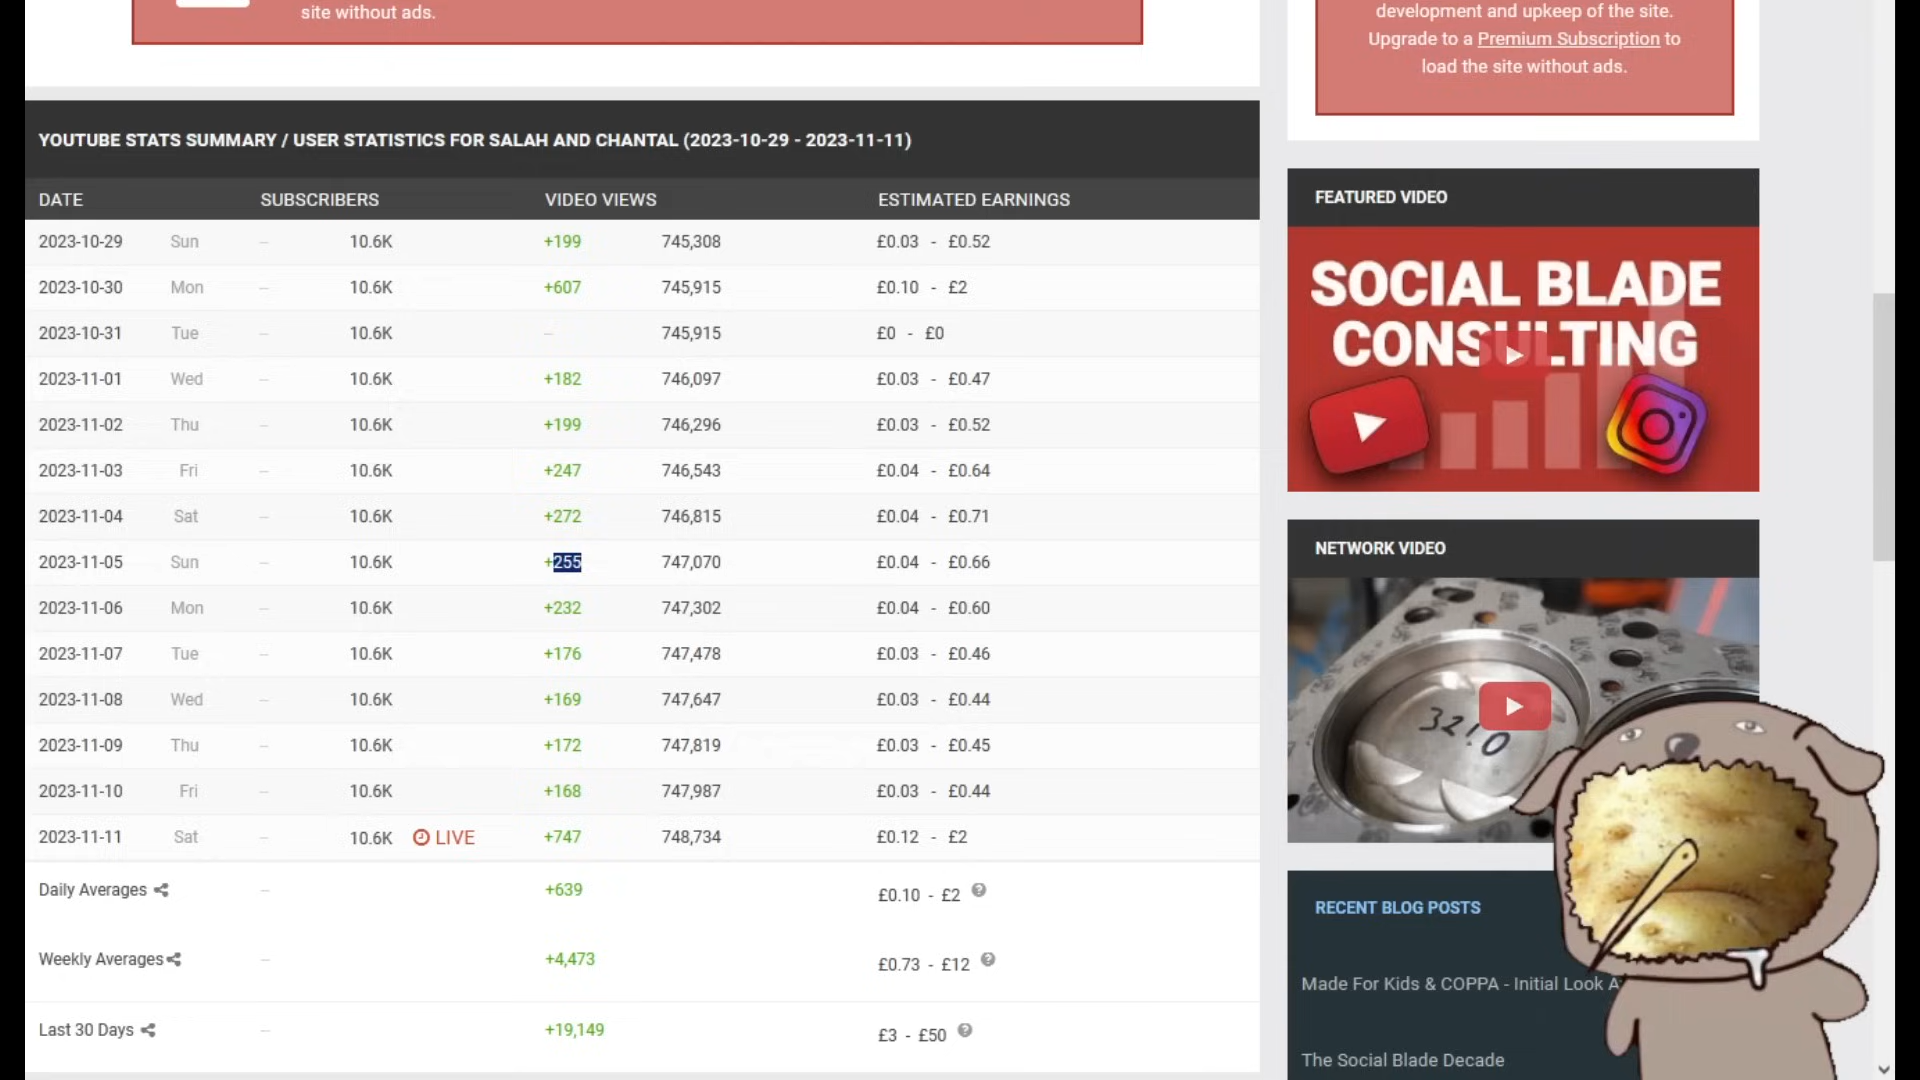 site without ads.
development and upkeep of the site.
Upgrade to a Premium Subscription to
load the site without ads.
YOUTUBE STATS SUMMARY / USER STATISTICS FOR SALAH AND CHANTAL (2023-10-29 - 2023-11-11)
DATE SUBSCRIBERS VIDEO VIEWS ESTIMATED EARNINGS
2023-10-29 Sun -- 10.6K +199 745,308 £0.03 - £0.52
2023-10-30 Mon -- 10.6K +607 745,915 £0.10 - £2
2023-10-31 Tue -- 10.6K -- 745,915 £0 - £0
2023-11-01 Wed -- 10.6K +182 746,097 £0.03 - £0.47
2023-11-02 Thu -- 10.6K +199 746,296 £0.03 - £0.52
2023-11-03 Fri -- 10.6K +247 746,543 £0.04 - £0.64
2023-11-04 Sat -- 10.6K +272 746,815 £0.04 - £0.71
2023-11-05 Sun -- 10.6K +255 747,070 £0.04 - £0.66
2023-11-06 Mon -- 10.6K +232 747,302 £0.04 - £0.60
2023-11-07 Tue -- 10.6K +176 747,478 £0.03 - £0.46
2023-11-08 Wed -- 10.6K +169 747,647 £0.03 - £0.44
2023-11-09 Thu -- 10.6K +172 747,819 £0.03 - £0.45
2023-11-10 Fri -- 10.6K +168 747,987 £0.03 - £0.44
2023-11-11 Sat -- 10.6K LIVE +747 748,734 £0.12 - £2
Daily Averages -- +639 £0.10 - £2
Weekly Averages -- +4,473 £0.73 - £12
Last 30 Days -- +19,149 £3 - £50
FEATURED VIDEO
SOCIAL BLADE
CONSULTING
NETWORK VIDEO
321.0
RECENT BLOG POSTS
Made For Kids & COPPA - Initial Look A
The Social Blade Decade